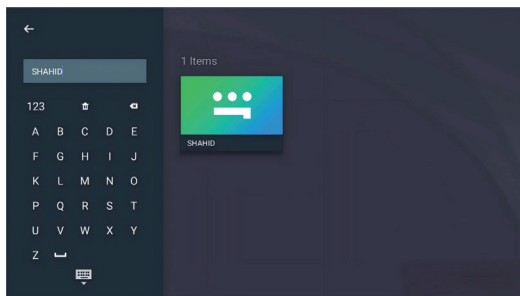 SHAHID
123
A B C D E
F G H I J
K L M N O
P Q R S T
U V W X Y
Z
1 Items
SHAHID